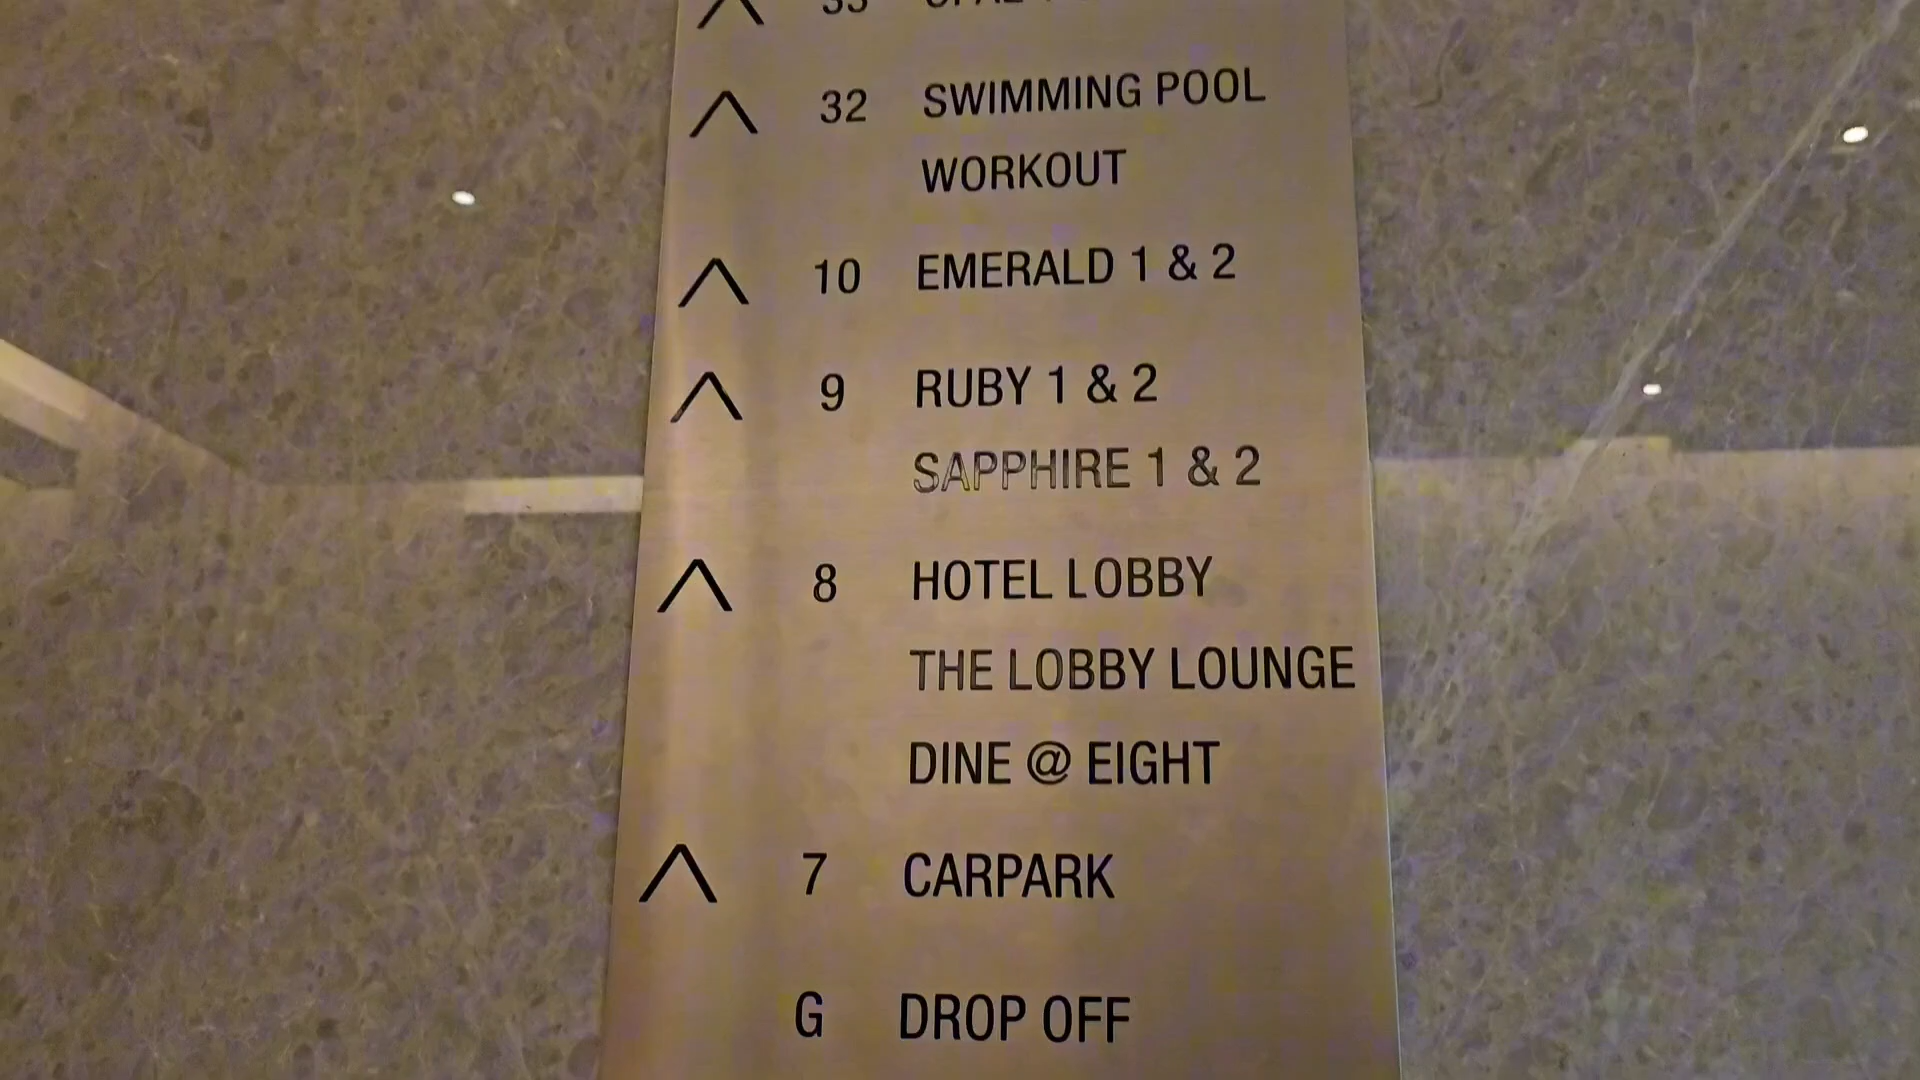 32 SWIMMING POOL
WORKOUT
10 EMERALD 1 & 2
9 RUBY 1 & 2
SAPPHIRE 1 & 2
8 HOTEL LOBBY
THE LOBBY LOUNGE
DINE @ EIGHT
7 CARPARK
G DROP OFF